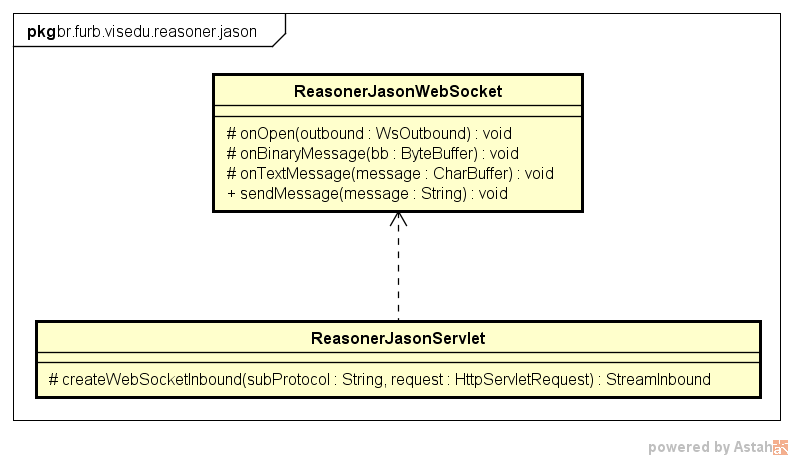 pkg br.furb.visedu.reasoner.jason
ReasonerJasonWebSocket
# onOpen(outbound : WsOutbound) : void
# onBinaryMessage(bb : ByteBuffer) : void
# onTextMessage(message : CharBuffer) : void
+ sendMessage(message : String) : void
ReasonerJasonServlet
# createWebSocketInbound(subProtocol : String, request : HttpServletRequest) : StreamInbound
powered by Astah